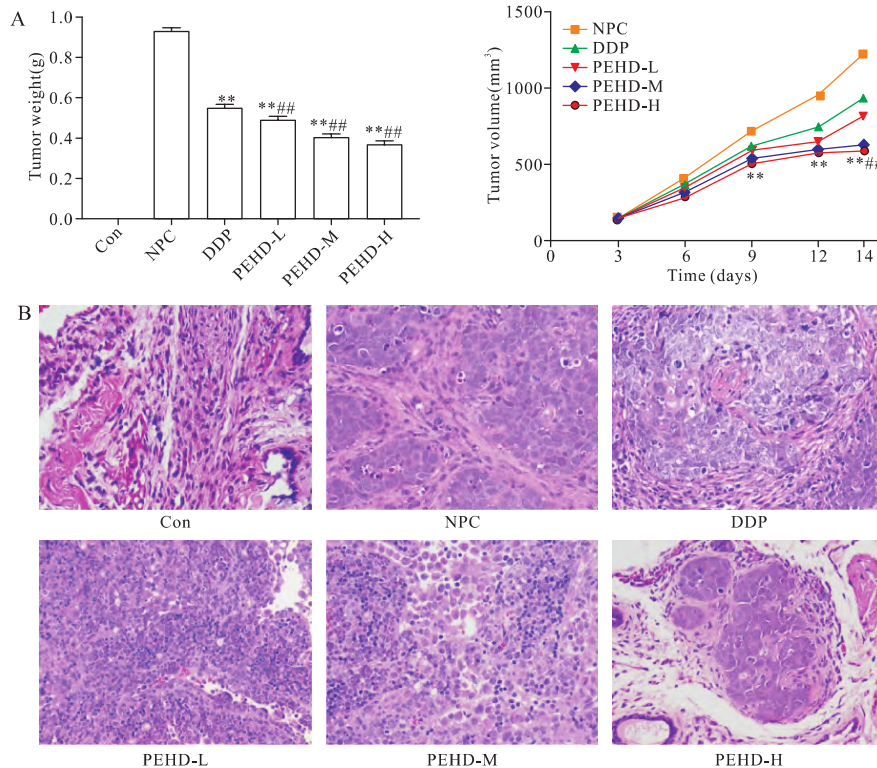 A
Tumor weight(g)
1.0
0.8
0.6
0.4
0.2
0.0
**
**##
**##
**##
Con
NPC
DDP
PEHD-L
PEHD-M
PEHD-H
Tumor volume(mm³)
1500
1000
500
0
NPC
DDP
PEHD-L
PEHD-M
PEHD-H
**
**
**##
0
3
6
9
12
14
Time (days)
B
Con
NPC
DDP
PEHD-L
PEHD-M
PEHD-H